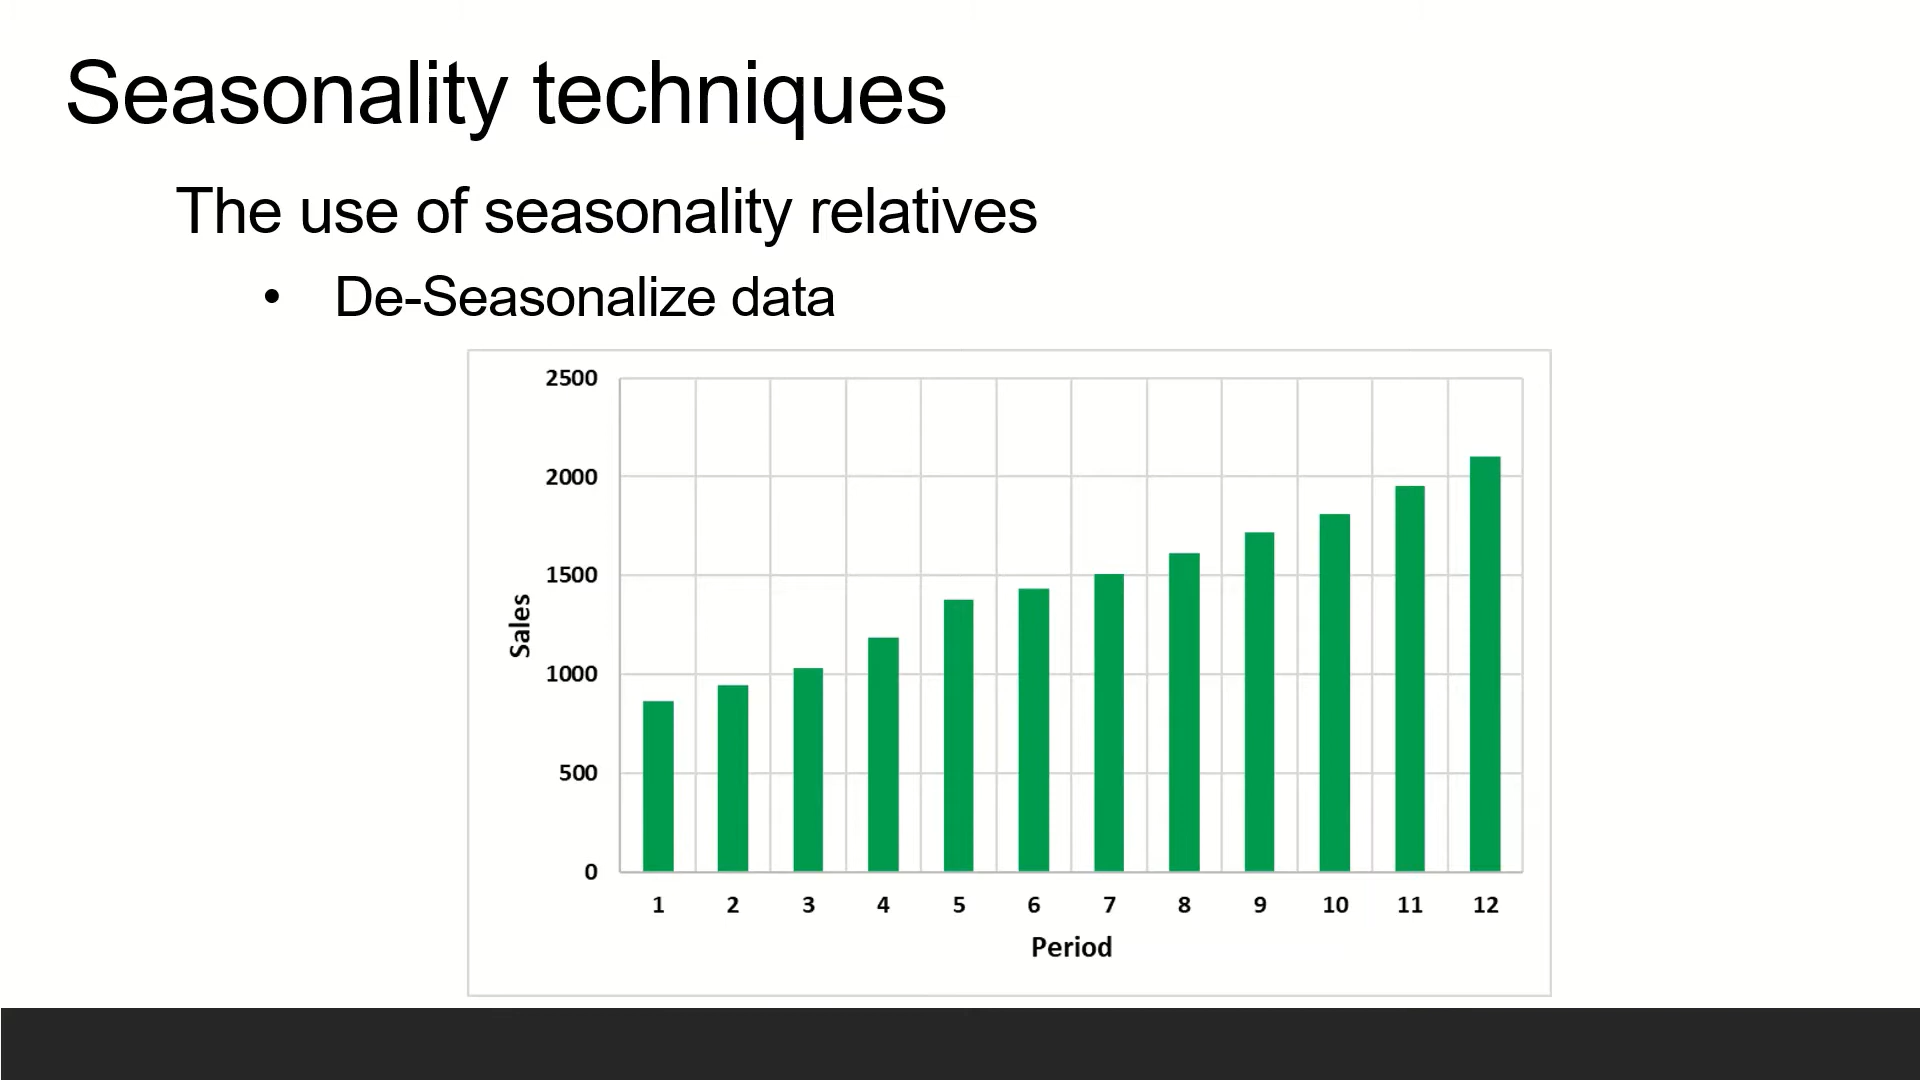 Seasonality techniques
The use of seasonality relatives
• De-Seasonalize data
2500
2000
1500
1000
500
0
Sales
1 2 3 4 5 6 7 8 9 10 11 12
Period